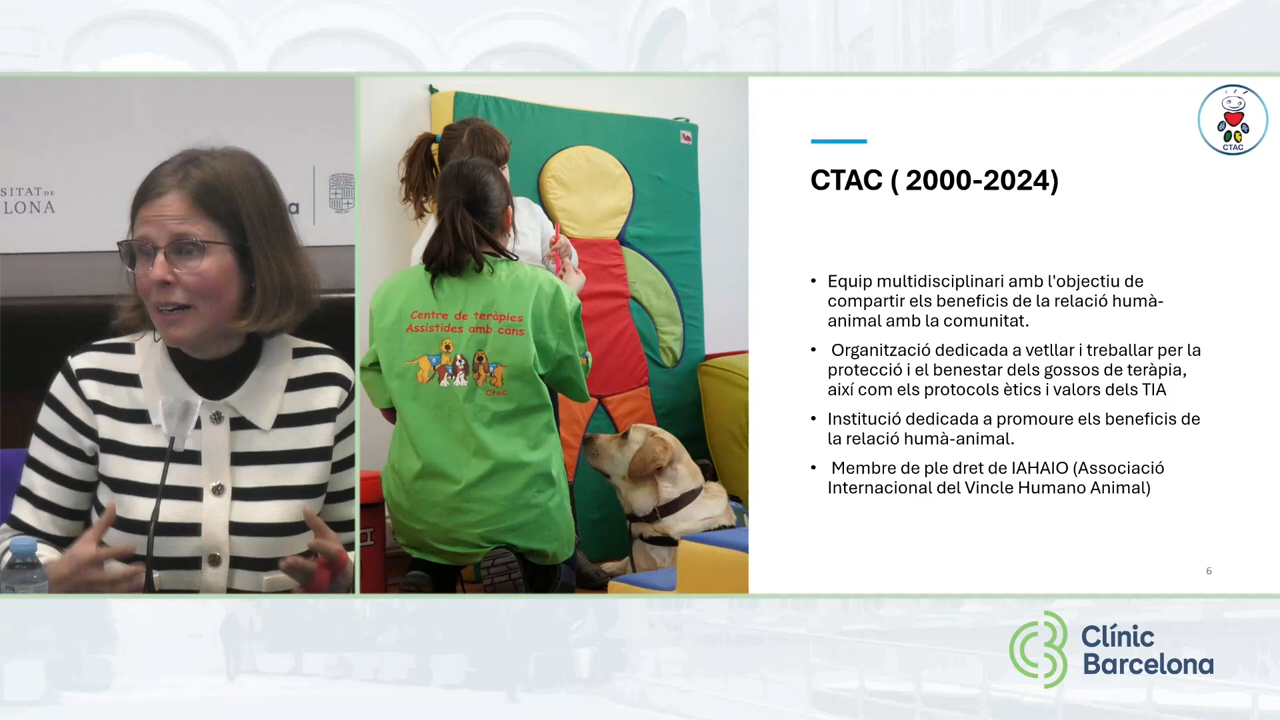 SITAT DE
LONA
a
Centre de teràpies
Assistides amb cans
Ctac
CTAC
CTAC ( 2000-2024)
• Equip multidisciplinari amb l'objectiu de
compartir els beneficis de la relació humà-
animal amb la comunitat.
• Organització dedicada a vetllar i treballar per la
protecció i el benestar dels gossos de teràpia,
així com els protocols ètics i valors dels TIA
• Institució dedicada a promoure els beneficis de
la relació humà-animal.
• Membre de ple dret de IAHAIO (Associació
Internacional del Vincle Humano Animal)
6
Clínic
Barcelona